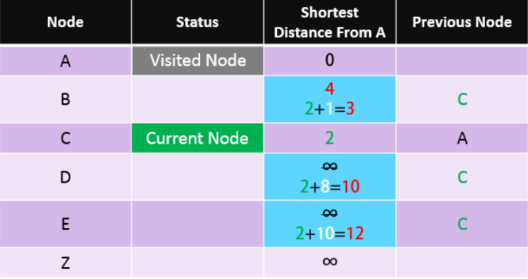 Node Status Shortest Distance From A Previous Node
A Visited Node 0
B 4 C
2+1=3
C Current Node 2 A
D ∞ C
2+8=10
E ∞ C
2+10=12
Z ∞